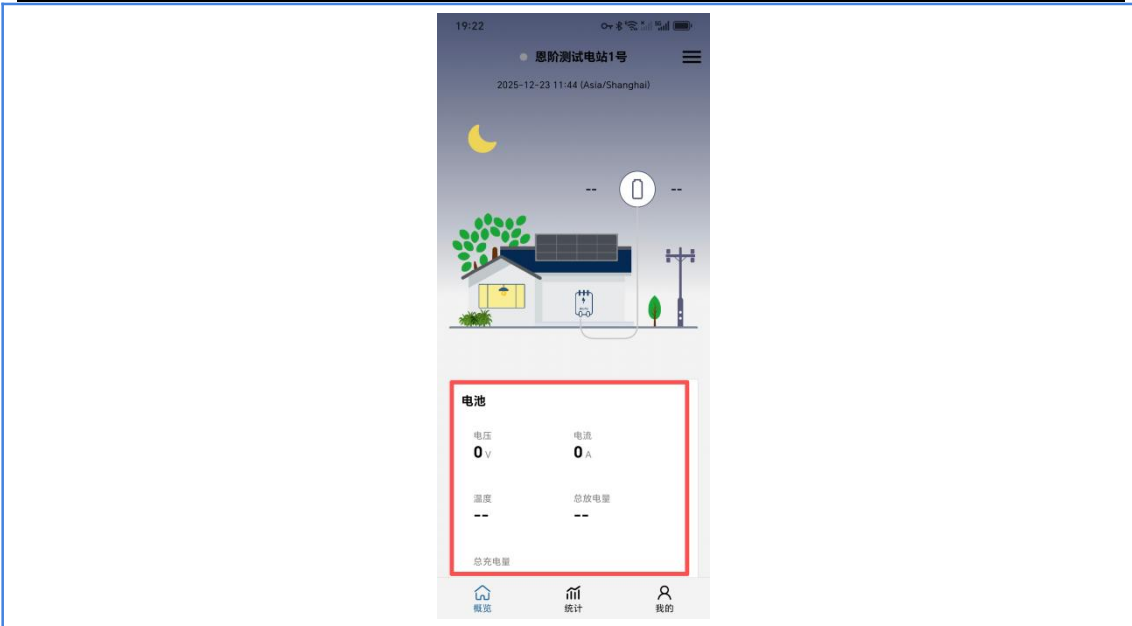 19:22
恩阶测试电站1号
2025-12-23 11:44 (Asia/Shanghai)
-- --
电池
电压 电流
0 V 0 A
温度 总放电量
-- --
总充电量
概览 统计 我的